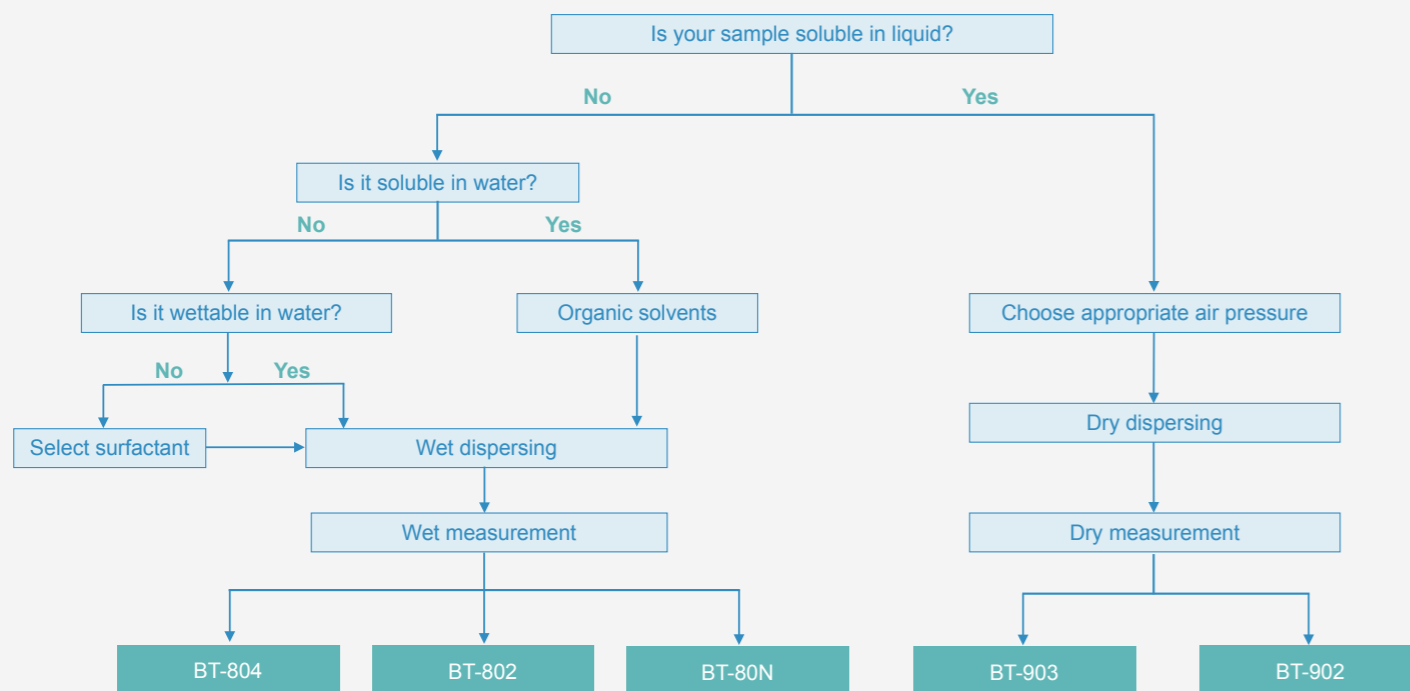 Is your sample soluble in liquid?
No
Yes
Is it soluble in water?
No
Yes
Is it wettable in water?
Organic solvents
Choose appropriate air pressure
No
Yes
Select surfactant
Wet dispersing
Dry dispersing
Wet measurement
Dry measurement
BT-804
BT-802
BT-80N
BT-903
BT-902